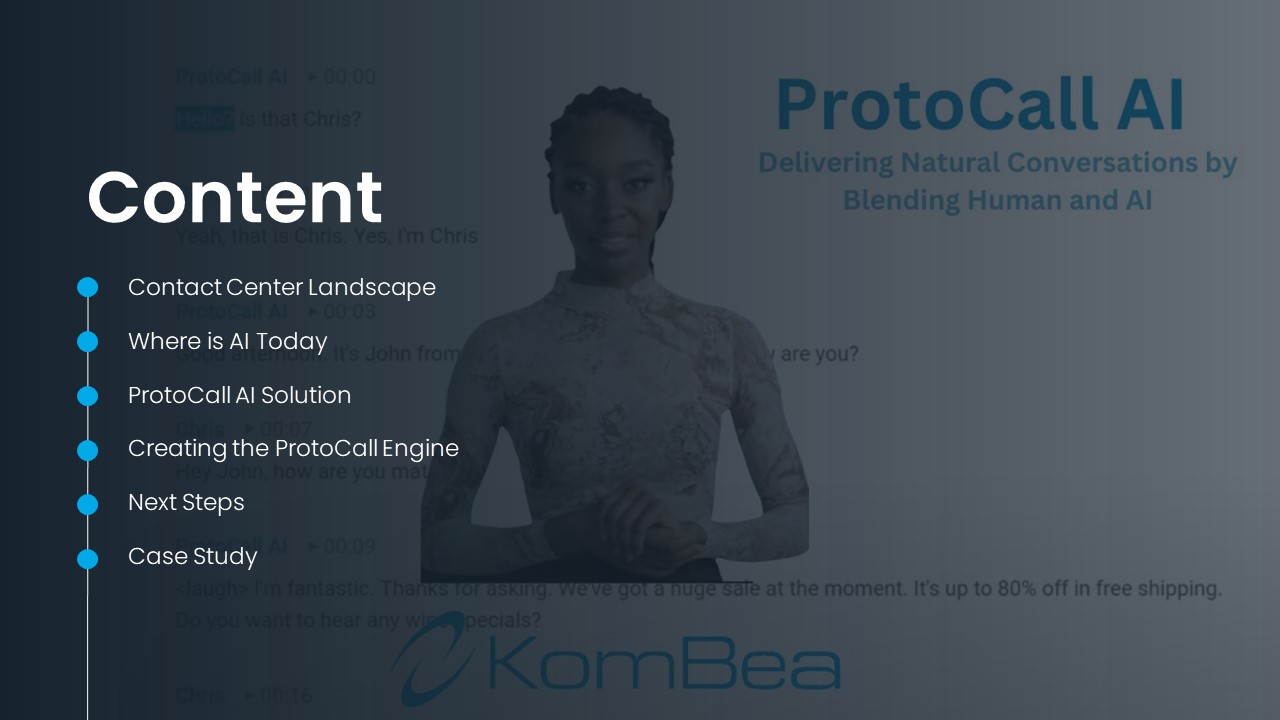 ProtoCall AI ▸ 00:00
Hello? Is that Chris?
ProtoCall AI
Delivering Natural Conversations by
Blending Human and AI
Content
Yeah, that is Chris. Yes, I'm Chris
Contact Center Landscape
ProtoCall AI ▸ 00:03
Where is AI Today
Good afternoon. It's John from are you?
ProtoCall AI Solution
Chris ▸ 00:07
Creating the ProtoCall Engine
Hey John, how are you mat
Next Steps
ProtoCall AI ▸ 00:09
Case Study
<laugh> I'm fantastic. Thanks for asking. We've got a huge sale at the moment. It's up to 80% off in free shipping.
Do you want to hear any wine specials?
KomBea
Chris ▸ 00:16